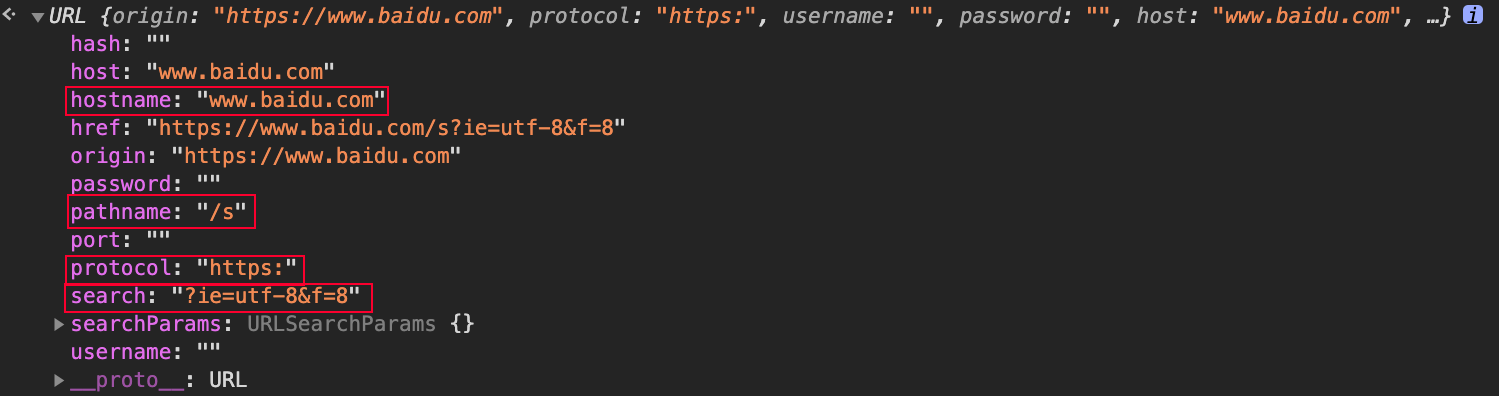 URL {origin: "https://www.baidu.com", protocol: "https:", username: "", password: "", host: "www.baidu.com", …} i
hash: ""
host: "www.baidu.com"
hostname: "www.baidu.com"
href: "https://www.baidu.com/s?ie=utf-8&f=8"
origin: "https://www.baidu.com"
password: ""
pathname: "/s"
port: ""
protocol: "https:"
search: "?ie=utf-8&f=8"
searchParams: URLSearchParams {}
username: ""
__proto__: URL